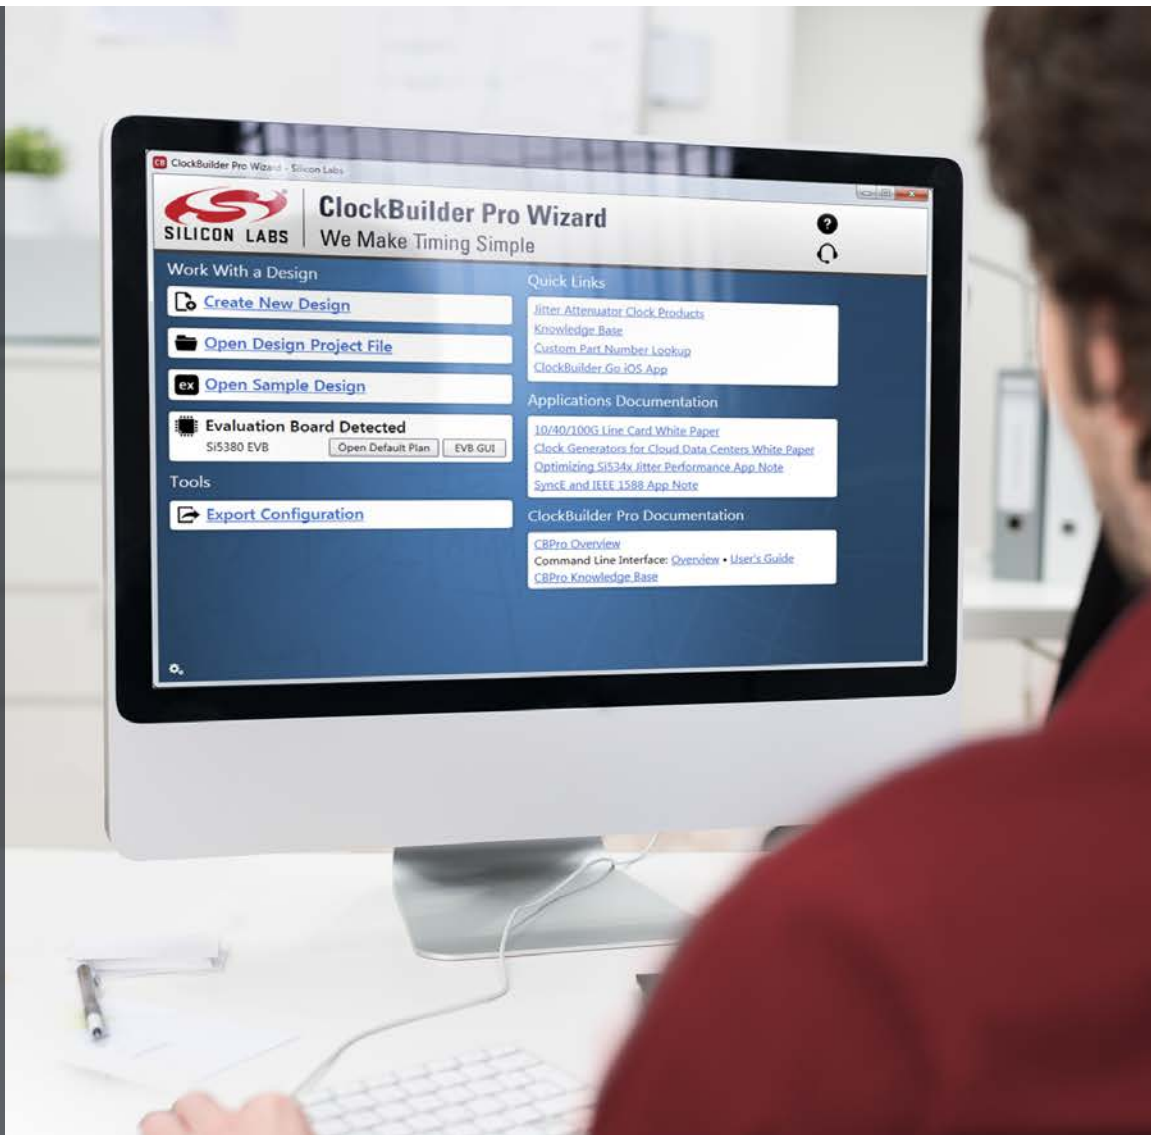 CB ClockBuilder Pro Wizard - Silicon Labs
SILICON LABS
ClockBuilder Pro Wizard
We Make Timing Simple
?
Work With a Design
Create New Design
Open Design Project File
ex Open Sample Design
Evaluation Board Detected
Si5380 EVB Open Default Plan EVB GUI
Tools
Export Configuration
Quick Links
Jitter Attenuator Clock Products
Knowledge Base
Custom Part Number Lookup
ClockBuilder Go iOS App
Applications Documentation
10/40/100G Line Card White Paper
Clock Generators for Cloud Data Centers White Paper
Optimizing Si534x Jitter Performance App Note
SyncE and IEEE 1588 App Note
ClockBuilder Pro Documentation
CBPro Overview
Command Line Interface: Overview • User's Guide
CBPro Knowledge Base